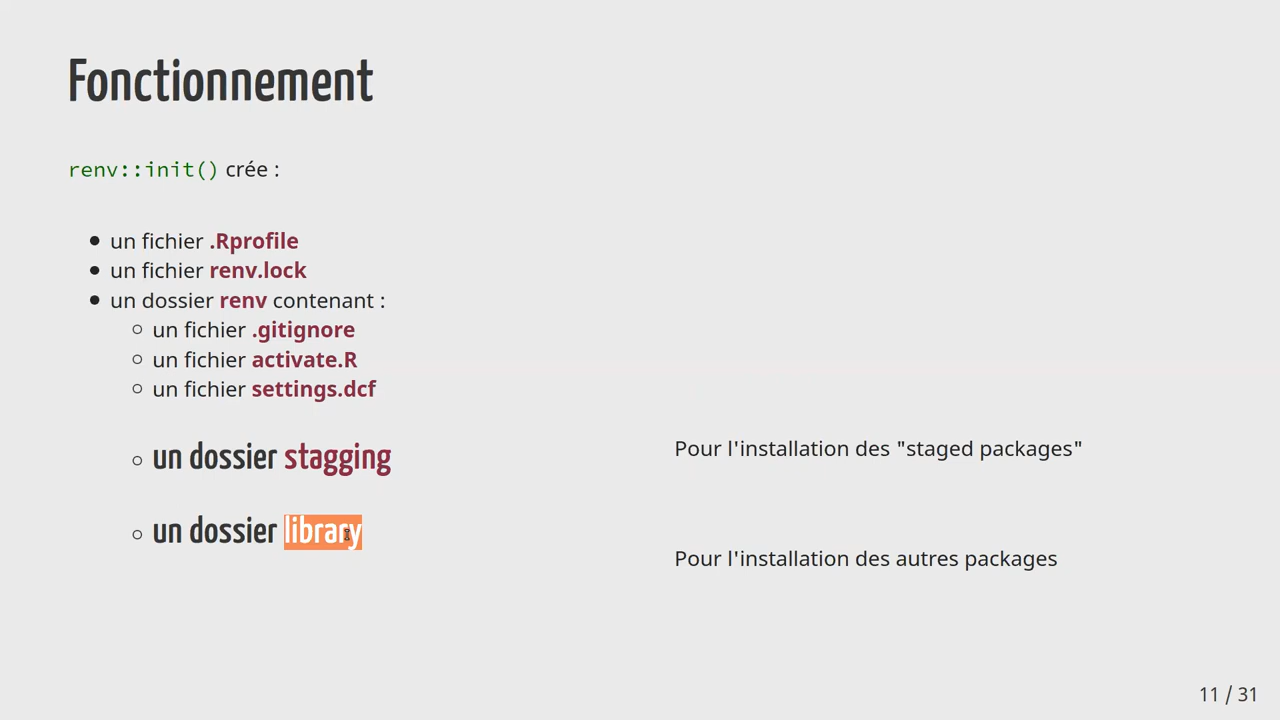 Fonctionnement
renv::init() crée :
un fichier .Rprofile
un fichier renv.lock
un dossier renv contenant :
un fichier .gitignore
un fichier activate.R
un fichier settings.dcf
un dossier stagging
Pour l'installation des "staged packages"
un dossier library
Pour l'installation des autres packages
11 / 31